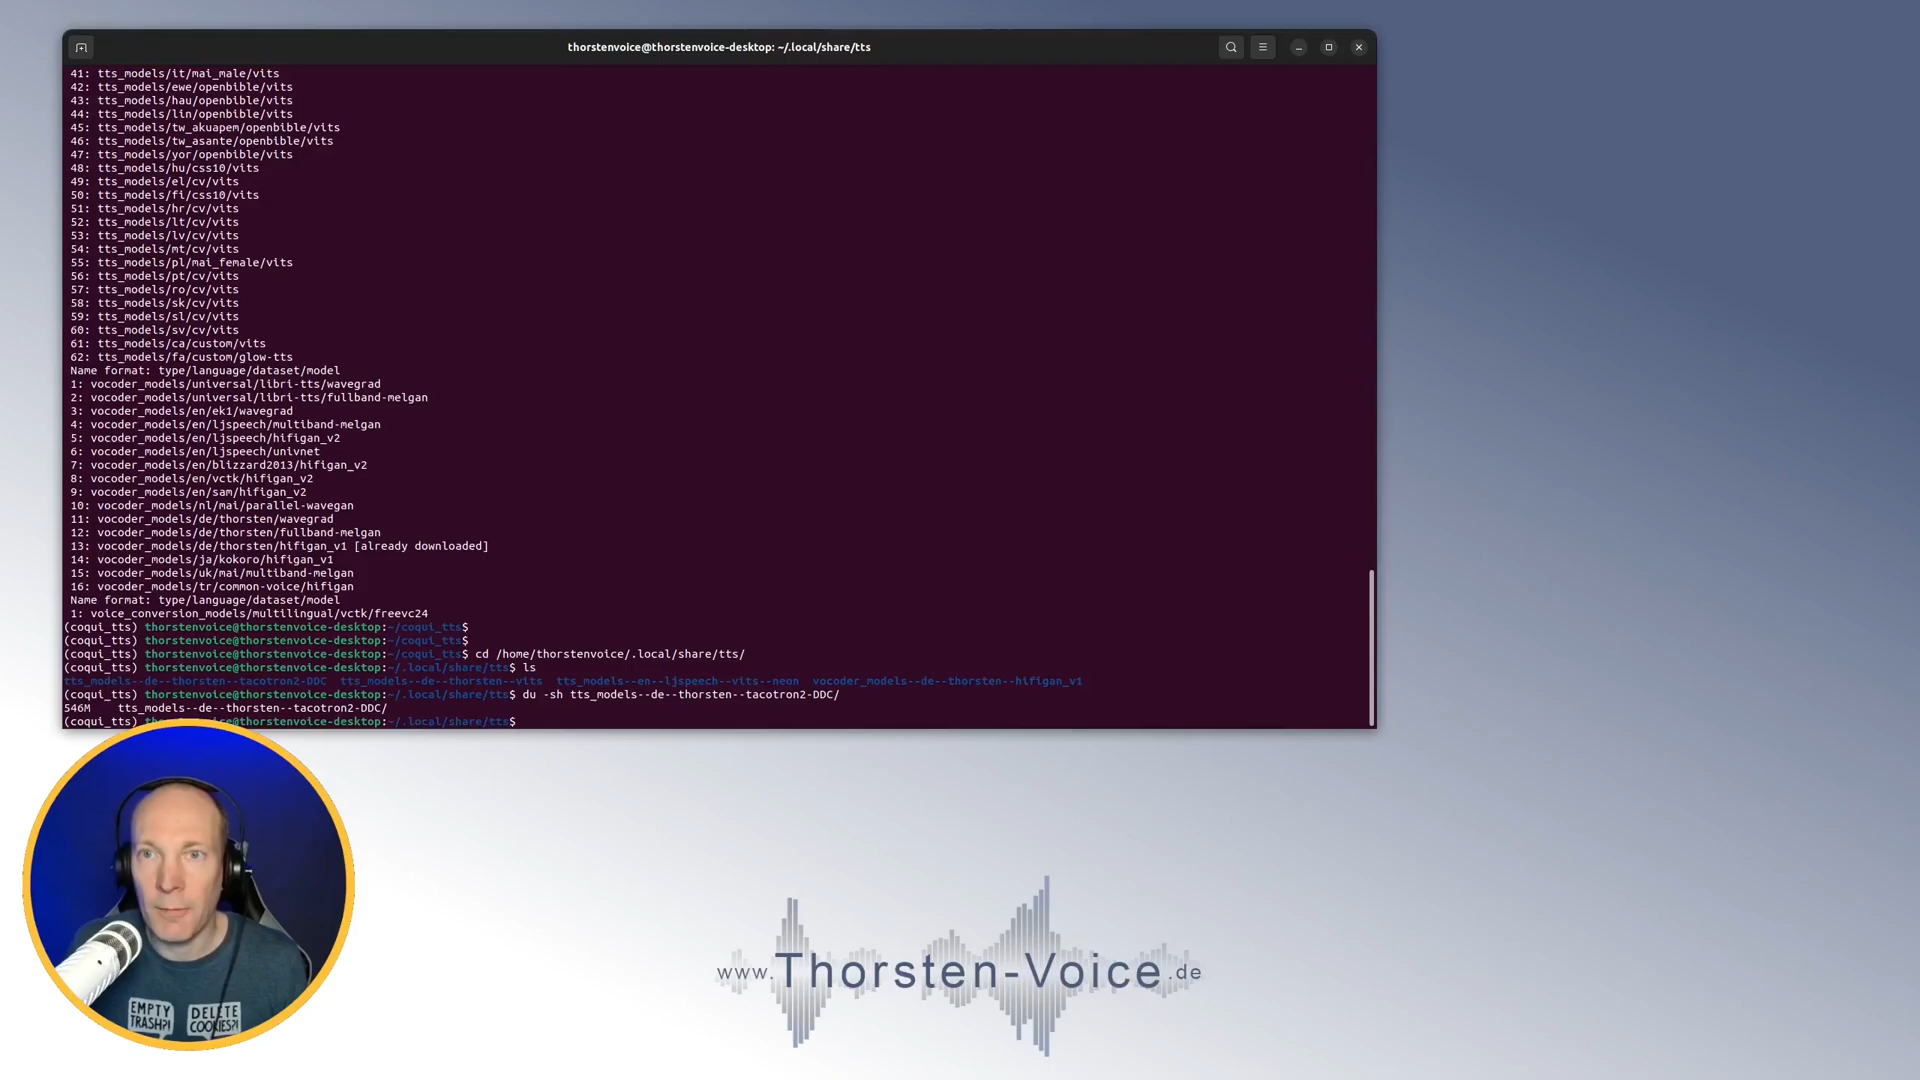 thorstenvoice@thorstenvoice-desktop: ~/.local/share/tts
41: tts_models/it/mai_male/vits
42: tts_models/ewe/openbible/vits
43: tts_models/hau/openbible/vits
44: tts_models/lin/openbible/vits
45: tts_models/tw_akuapem/openbible/vits
46: tts_models/tw_asante/openbible/vits
47: tts_models/yor/openbible/vits
48: tts_models/hu/css10/vits
49: tts_models/el/cv/vits
50: tts_models/fi/css10/vits
51: tts_models/hr/cv/vits
52: tts_models/lt/cv/vits
53: tts_models/lv/cv/vits
54: tts_models/mt/cv/vits
55: tts_models/pl/mai_female/vits
56: tts_models/pt/cv/vits
57: tts_models/ro/cv/vits
58: tts_models/sk/cv/vits
59: tts_models/sl/cv/vits
60: tts_models/sv/cv/vits
61: tts_models/ca/custom/vits
62: tts_models/fa/custom/glow-tts
Name format: type/language/dataset/model
1: vocoder_models/universal/libri-tts/wavegrad
2: vocoder_models/universal/libri-tts/fullband-melgan
3: vocoder_models/en/ek1/wavegrad
4: vocoder_models/en/ljspeech/multiband-melgan
5: vocoder_models/en/ljspeech/hifigan_v2
6: vocoder_models/en/ljspeech/univnet
7: vocoder_models/en/blizzard2013/hifigan_v2
8: vocoder_models/en/vctk/hifigan_v2
9: vocoder_models/en/sam/hifigan_v2
10: vocoder_models/nl/mai/parallel-wavegan
11: vocoder_models/de/thorsten/wavegrad
12: vocoder_models/de/thorsten/fullband-melgan
13: vocoder_models/de/thorsten/hifigan_v1 [already downloaded]
14: vocoder_models/ja/kokoro/hifigan_v1
15: vocoder_models/uk/mai/multiband-melgan
16: vocoder_models/tr/common-voice/hifigan
Name format: type/language/dataset/model
1: voice_conversion_models/multilingual/vctk/freevc24
(coqui_tts) thorstenvoice@thorstenvoice-desktop:~/coqui_tts$
(coqui_tts) thorstenvoice@thorstenvoice-desktop:~/coqui_tts$
(coqui_tts) thorstenvoice@thorstenvoice-desktop:~/coqui_tts$ cd /home/thorstenvoice/.local/share/tts/
(coqui_tts) thorstenvoice@thorstenvoice-desktop:~/.local/share/tts$ ls
tts_models--de--thorsten--tacotron2-DDC tts_models--de--thorsten--vits tts_models--en--ljspeech--vits--neon vocoder_models--de--thorsten--hifigan_v1
(coqui_tts) thorstenvoice@thorstenvoice-desktop:~/.local/share/tts$ du -sh tts_models--de--thorsten--tacotron2-DDC/
546M tts_models--de--thorsten--tacotron2-DDC/
(coqui_tts) thorstenvoice@thorstenvoice-desktop:~/.local/share/tts$
EMPTY TRASH?!
DELETE COOKIES?!
www.Thorsten-Voice.de